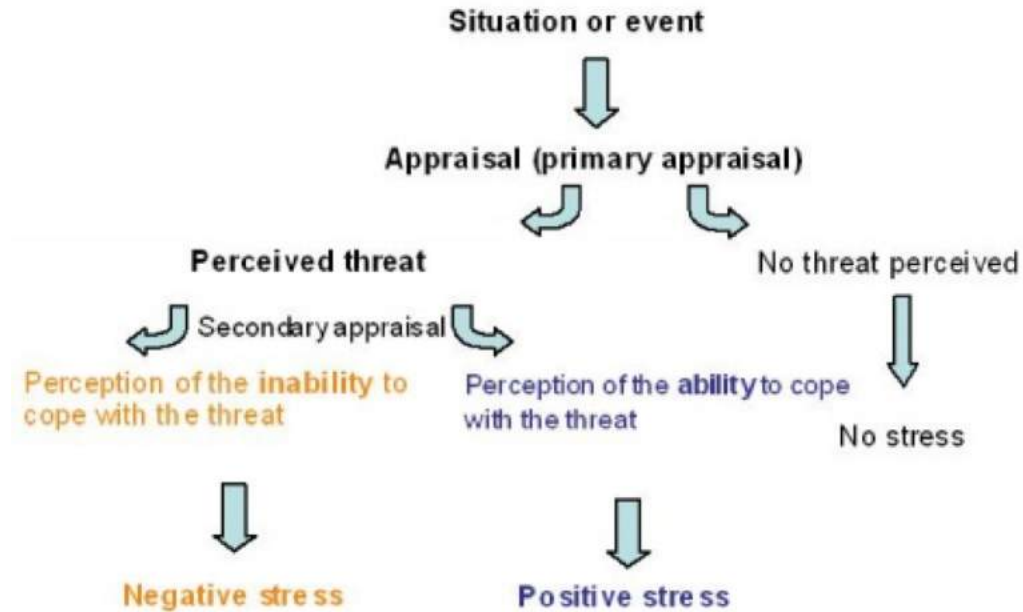 Situation or event
Appraisal (primary appraisal)
Perceived threat
No threat perceived
Secondary appraisal
Perception of the inability to
cope with the threat
Perception of the ability to cope
with the threat
No stress
Negative stress
Positive stress